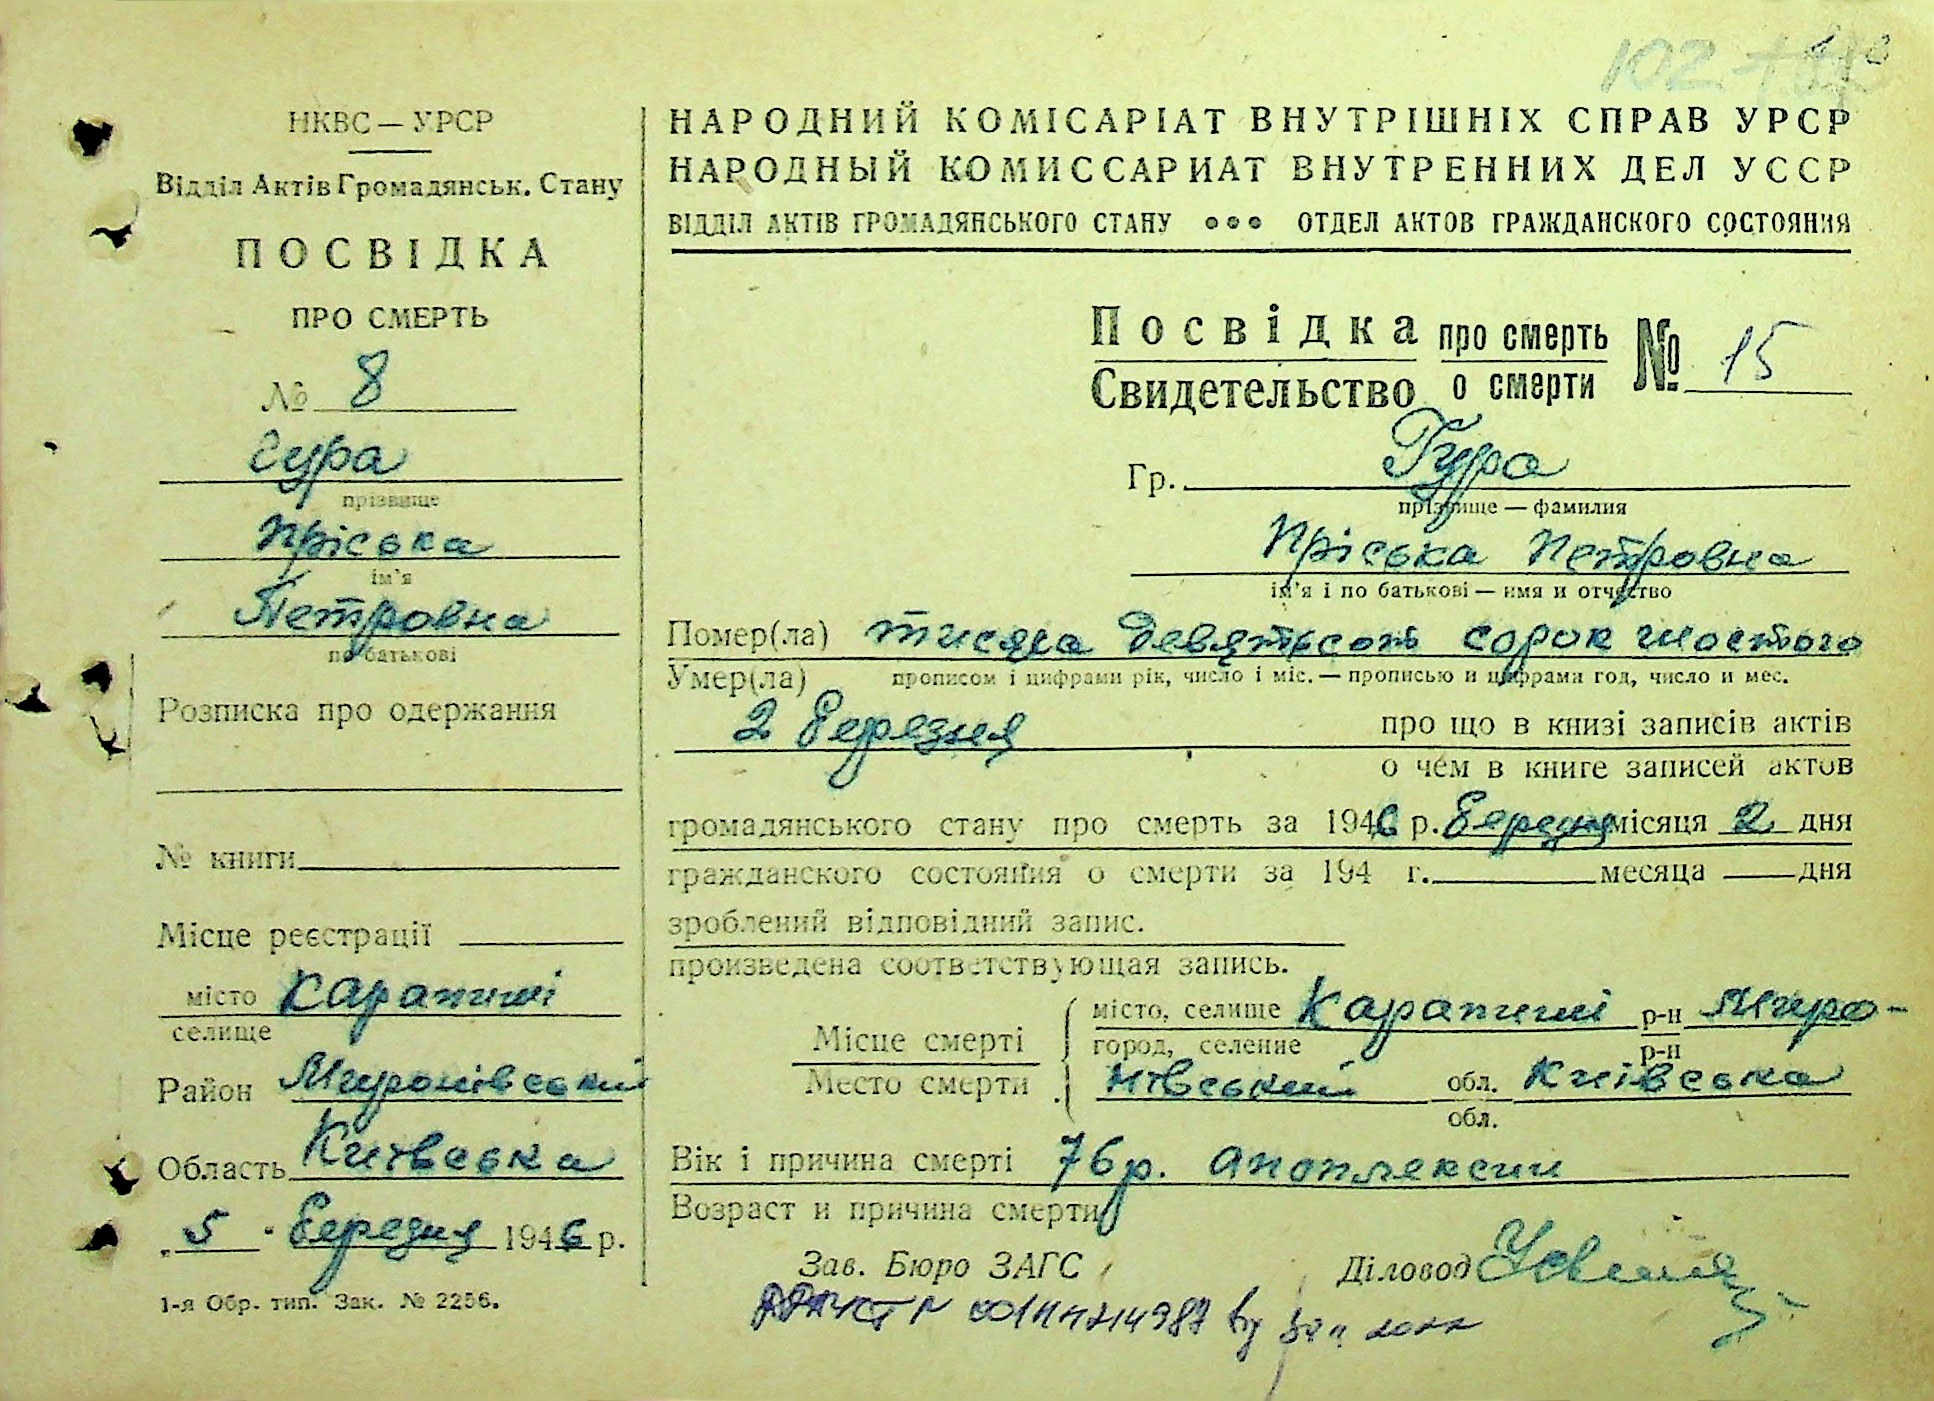 102
НКВС — УРСР
Відділ Актів Громадянськ. Стану
ПОСВІДКА
ПРО СМЕРТЬ
№ 8
Гура
прізвище
Пріська
ім'я
Петровна
по батькові
Розписка про одержання
№ книги
Місце реєстрації
місто Карапиші
селище
Район Миронівський
Область Київська
„5" Березня 1946 р.
1-я Обр. тип. Зак. № 2256.
НАРОДНИЙ КОМІСАРІАТ ВНУТРІШНІХ СПРАВ УРСР
НАРОДНЫЙ КОМИССАРИАТ ВНУТРЕННИХ ДЕЛ УССР
ВІДДІЛ АКТІВ ГРОМАДЯНСЬКОГО СТАНУ ••• ОТДЕЛ АКТОВ ГРАЖДАНСКОГО СОСТОЯНИЯ
Посвідка про смерть № 15
Свидетельство о смерти
Гр. Гура
прізвище — фамилия
Пріська Петровна
ім'я і по батькові — имя и отчество
Помер(ла) тисяча девятьсот сорок шостого
Умер(ла) прописом і цифрами рік, число і міс. — прописью и цифрами год, число и мес.
2 березня про що в книзі записів актів
о чём в книге записей актов
громадянського стану про смерть за 1946 р. березня місяця 2 дня
гражданского состояния о смерти за 194 г. месяца дня
зроблений відповідний запис.
произведена соответствующая запись.
Місце смерті місто, селище Карапиші р-н Миро-
город, селение р-н
Место смерти нівський обл. Київська
обл.
Вік і причина смерті 76 р. апоплексии
Возраст и причина смерти
Зав. Бюро ЗАГС Діловод